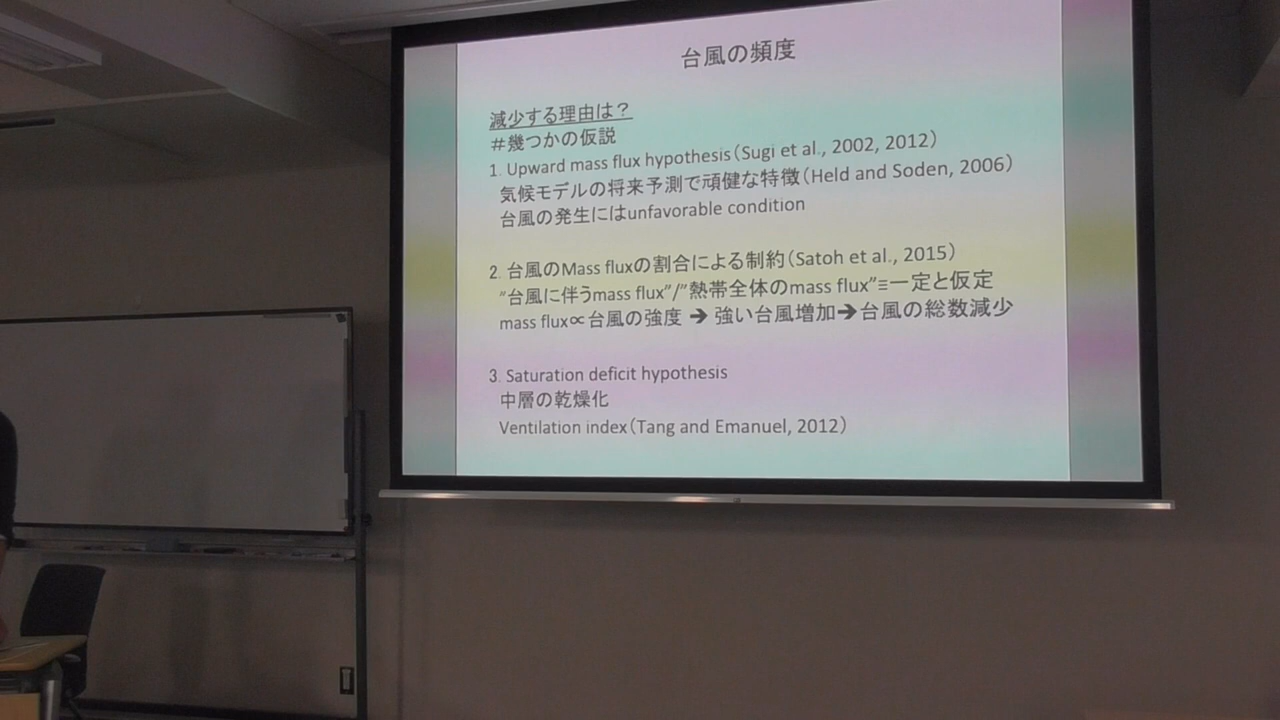 台風の頻度
減少する理由は？
＃幾つかの仮説
1. Upward mass flux hypothesis（Sugi et al., 2002, 2012）
気候モデルの将来予測で頑健な特徴（Held and Soden, 2006）
台風の発生にはunfavorable condition
2. 台風のMass fluxの割合による制約（Satoh et al., 2015）
”台風に伴うmass flux”/”熱帯全体のmass flux”≡一定と仮定
mass flux∝台風の強度 ➔ 強い台風増加➔台風の総数減少
3. Saturation deficit hypothesis
中層の乾燥化
Ventilation index（Tang and Emanuel, 2012）